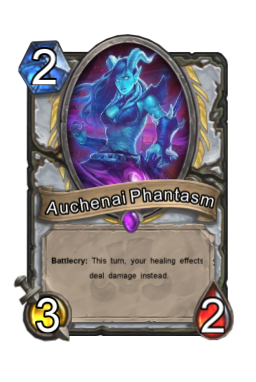 2
Auchenai Phantasm
Battlecry: This turn, your healing effects
deal damage instead.
3
2